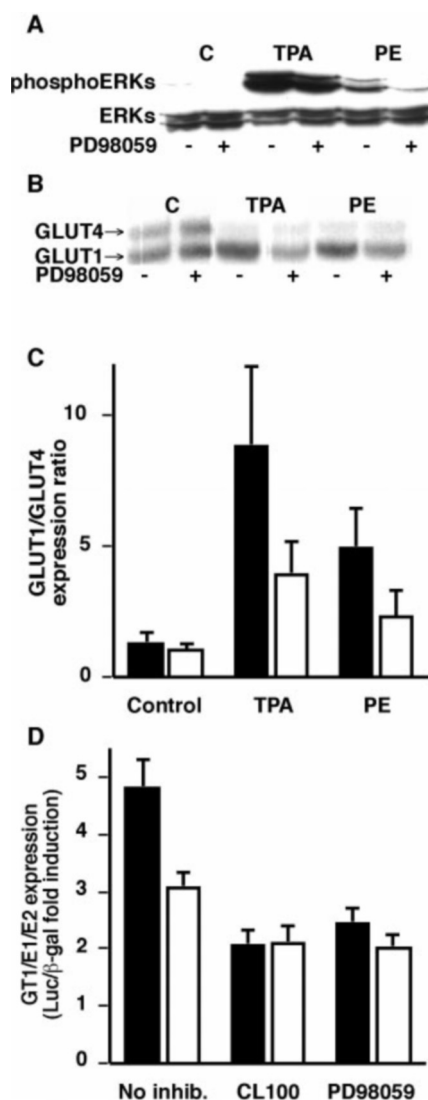 A
C TPA PE
phosphoERKs
ERKs
PD98059 - + - + - +
B
C TPA PE
GLUT4→
GLUT1→
PD98059 - + - + - +
C
GLUT1/GLUT4
expression ratio
10
5
0
Control TPA PE
D
GT1/E1/E2 expression
(Luc/β-gal fold induction)
5
4
3
2
1
0
No inhib. CL100 PD98059